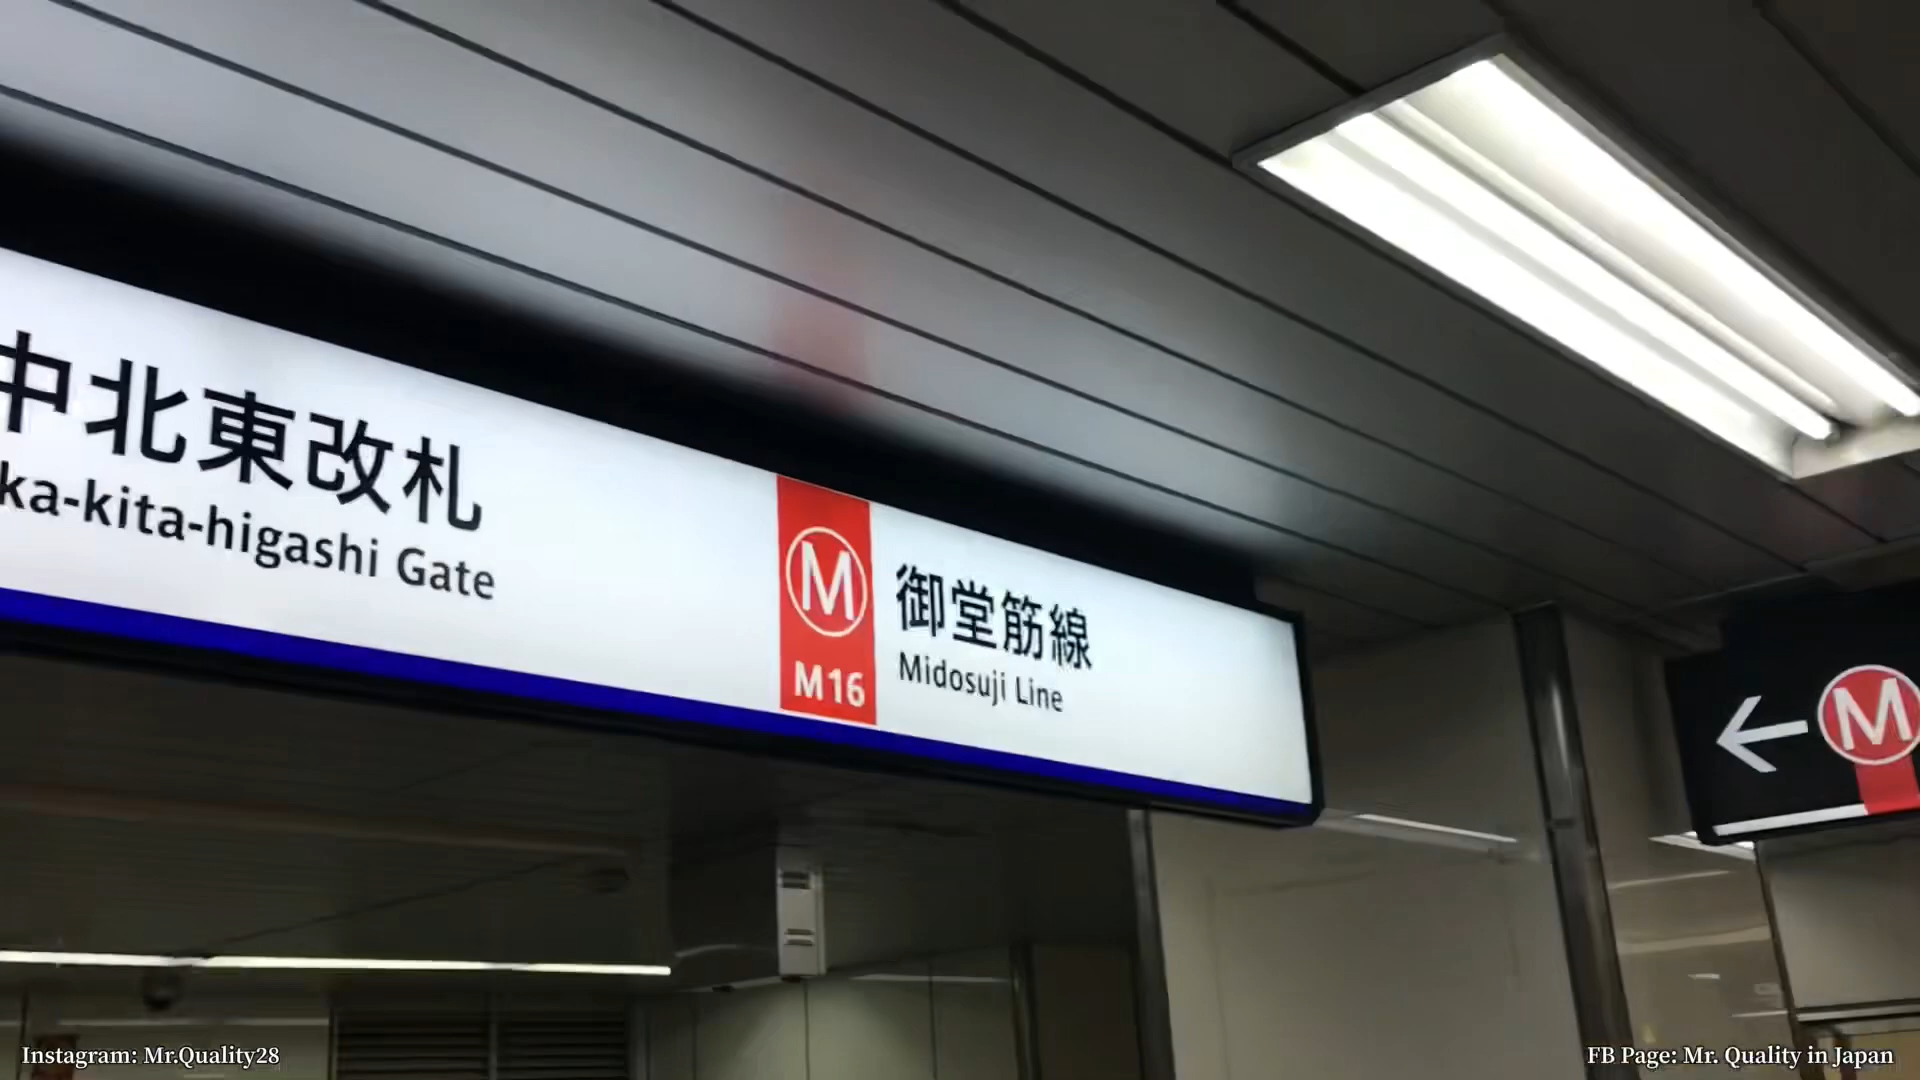 中北東改札
ka-kita-higashi Gate
M
M16
御堂筋線
Midosuji Line
← M
Instagram: Mr.Quality28
FB Page: Mr. Quality in Japan